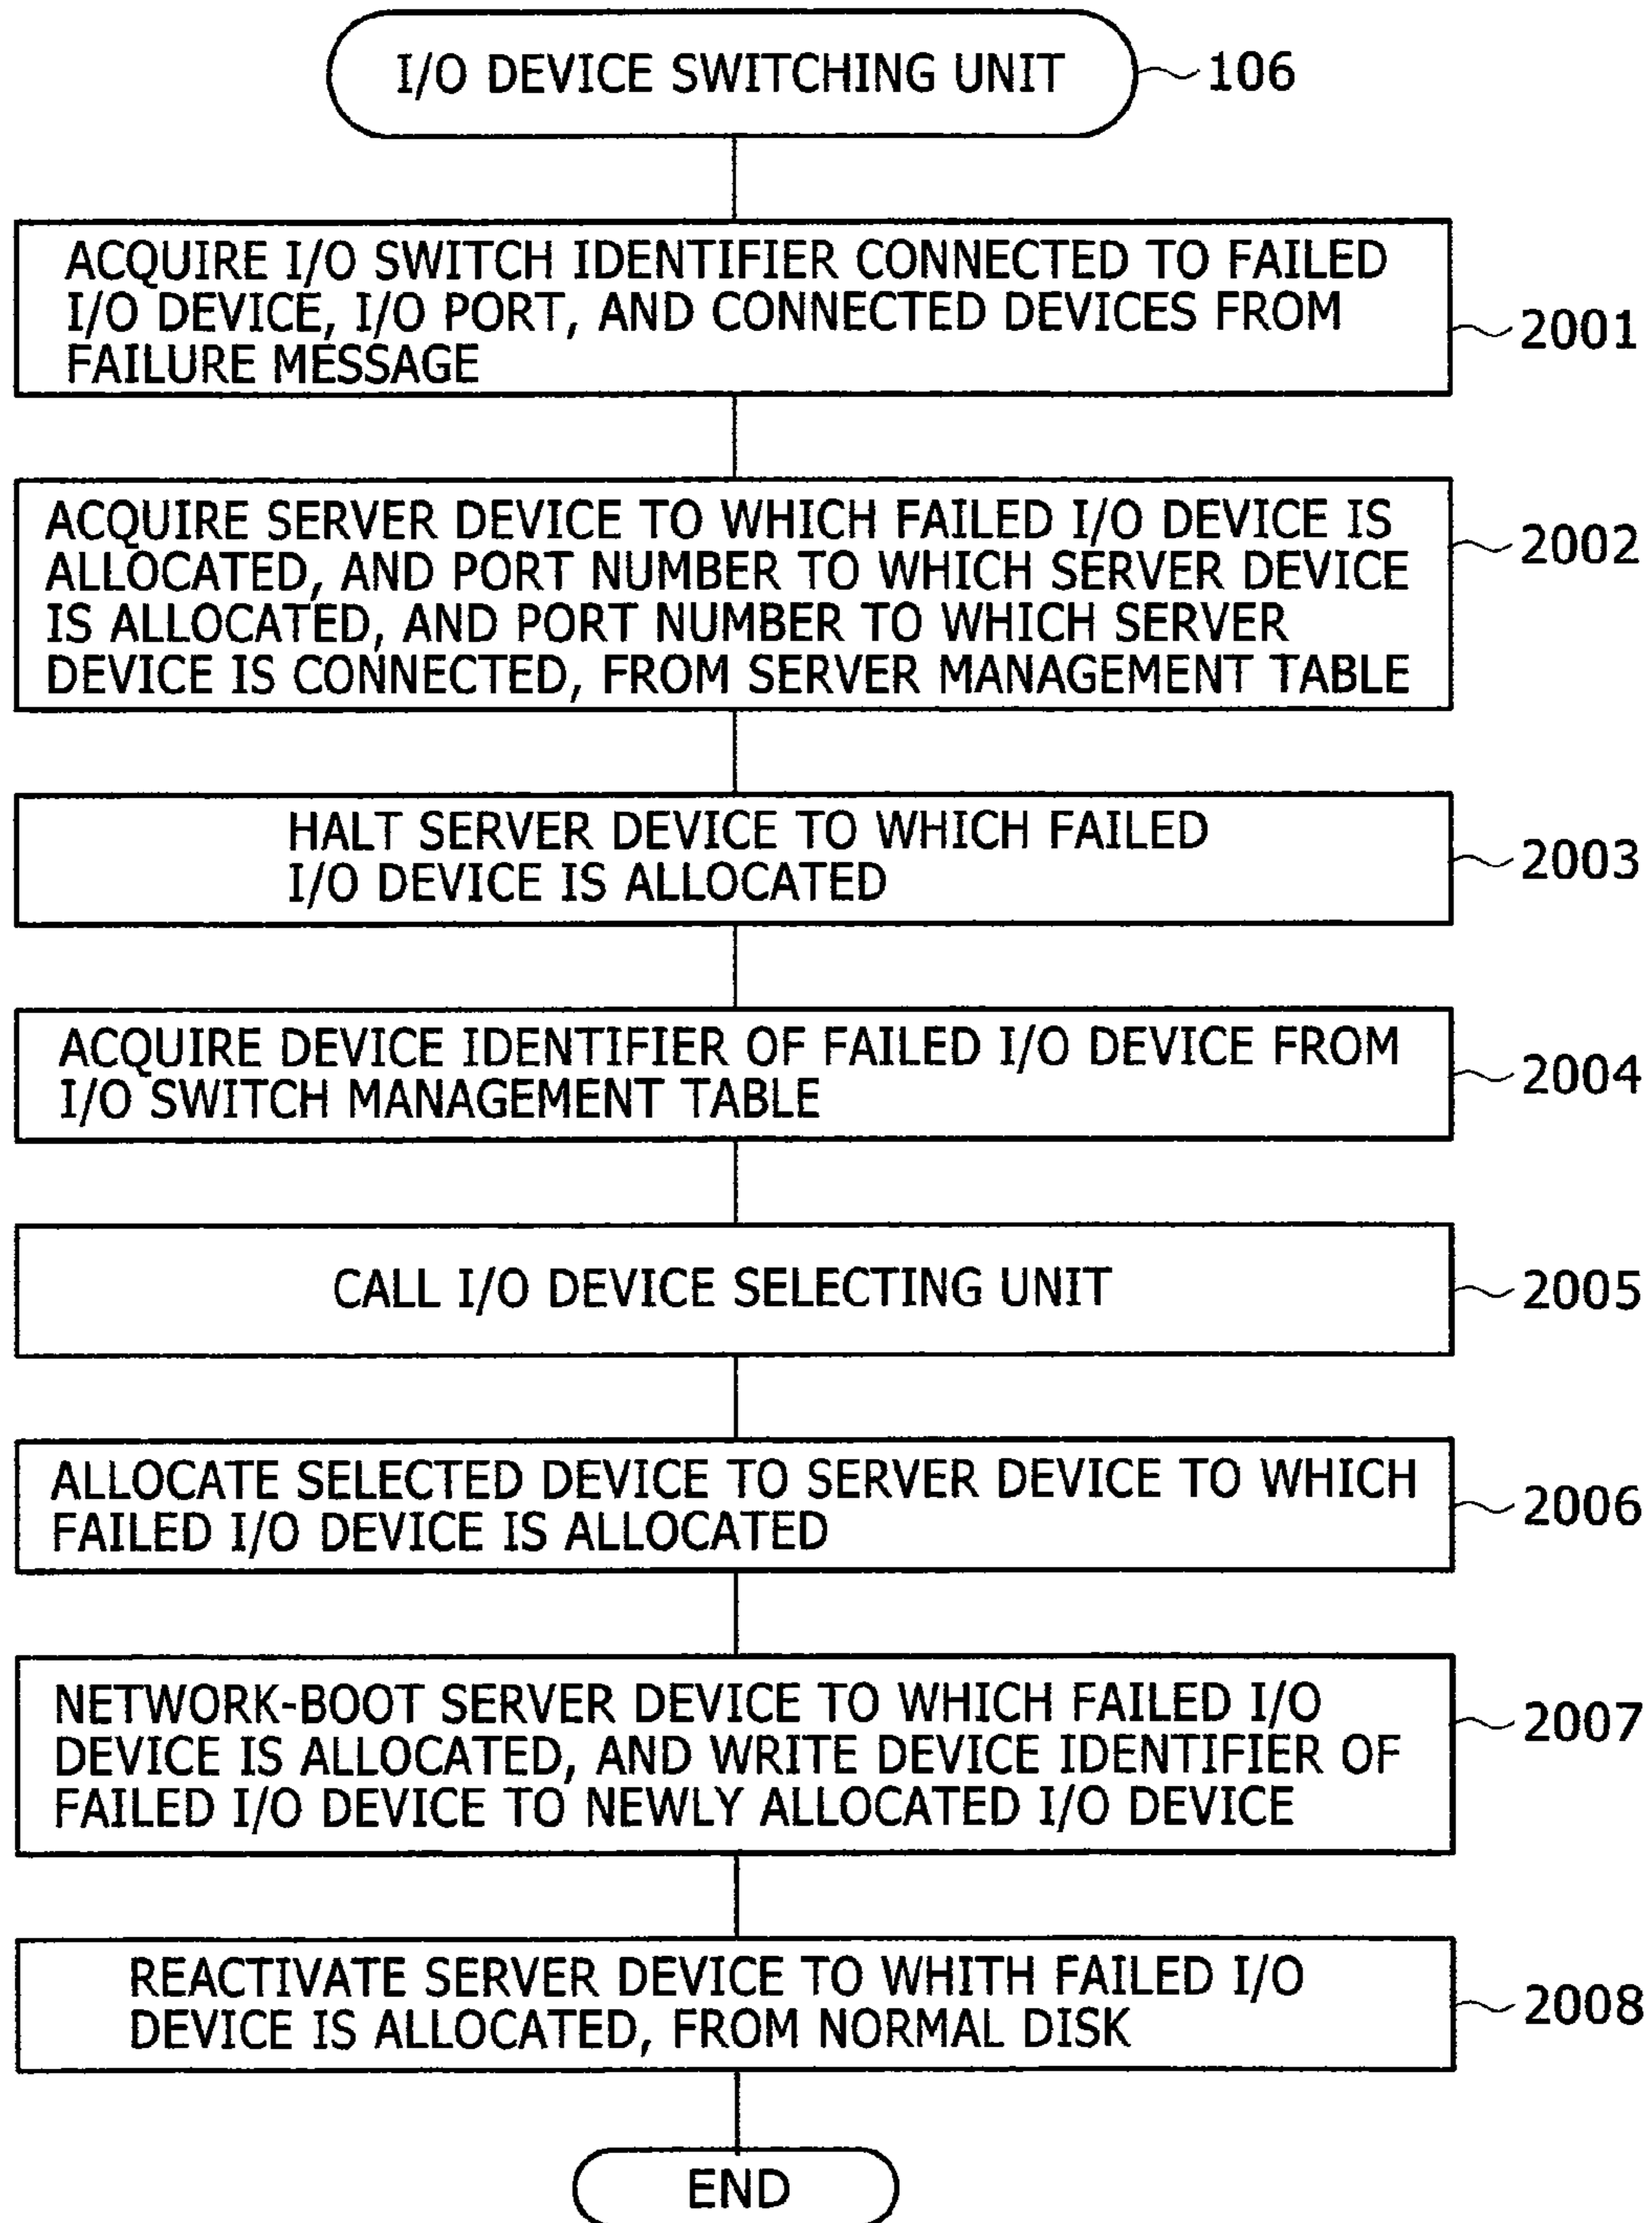 I/O DEVICE SWITCHING UNIT
106
ACQUIRE I/O SWITCH IDENTIFIER CONNECTED TO FAILED
I/O DEVICE, I/O PORT, AND CONNECTED DEVICES FROM
FAILURE MESSAGE
2001
ACQUIRE SERVER DEVICE TO WHICH FAILED I/O DEVICE IS
ALLOCATED, AND PORT NUMBER TO WHICH SERVER DEVICE
IS ALLOCATED, AND PORT NUMBER TO WHICH SERVER
DEVICE IS CONNECTED, FROM SERVER MANAGEMENT TABLE
2002
HALT SERVER DEVICE TO WHICH FAILED
I/O DEVICE IS ALLOCATED
2003
ACQUIRE DEVICE IDENTIFIER OF FAILED I/O DEVICE FROM
I/O SWITCH MANAGEMENT TABLE
2004
CALL I/O DEVICE SELECTING UNIT
2005
ALLOCATE SELECTED DEVICE TO SERVER DEVICE TO WHICH
FAILED I/O DEVICE IS ALLOCATED
2006
NETWORK-BOOT SERVER DEVICE TO WHICH FAILED I/O
DEVICE IS ALLOCATED, AND WRITE DEVICE IDENTIFIER OF
FAILED I/O DEVICE TO NEWLY ALLOCATED I/O DEVICE
2007
REACTIVATE SERVER DEVICE TO WHITH FAILED I/O
DEVICE IS ALLOCATED, FROM NORMAL DISK
2008
END